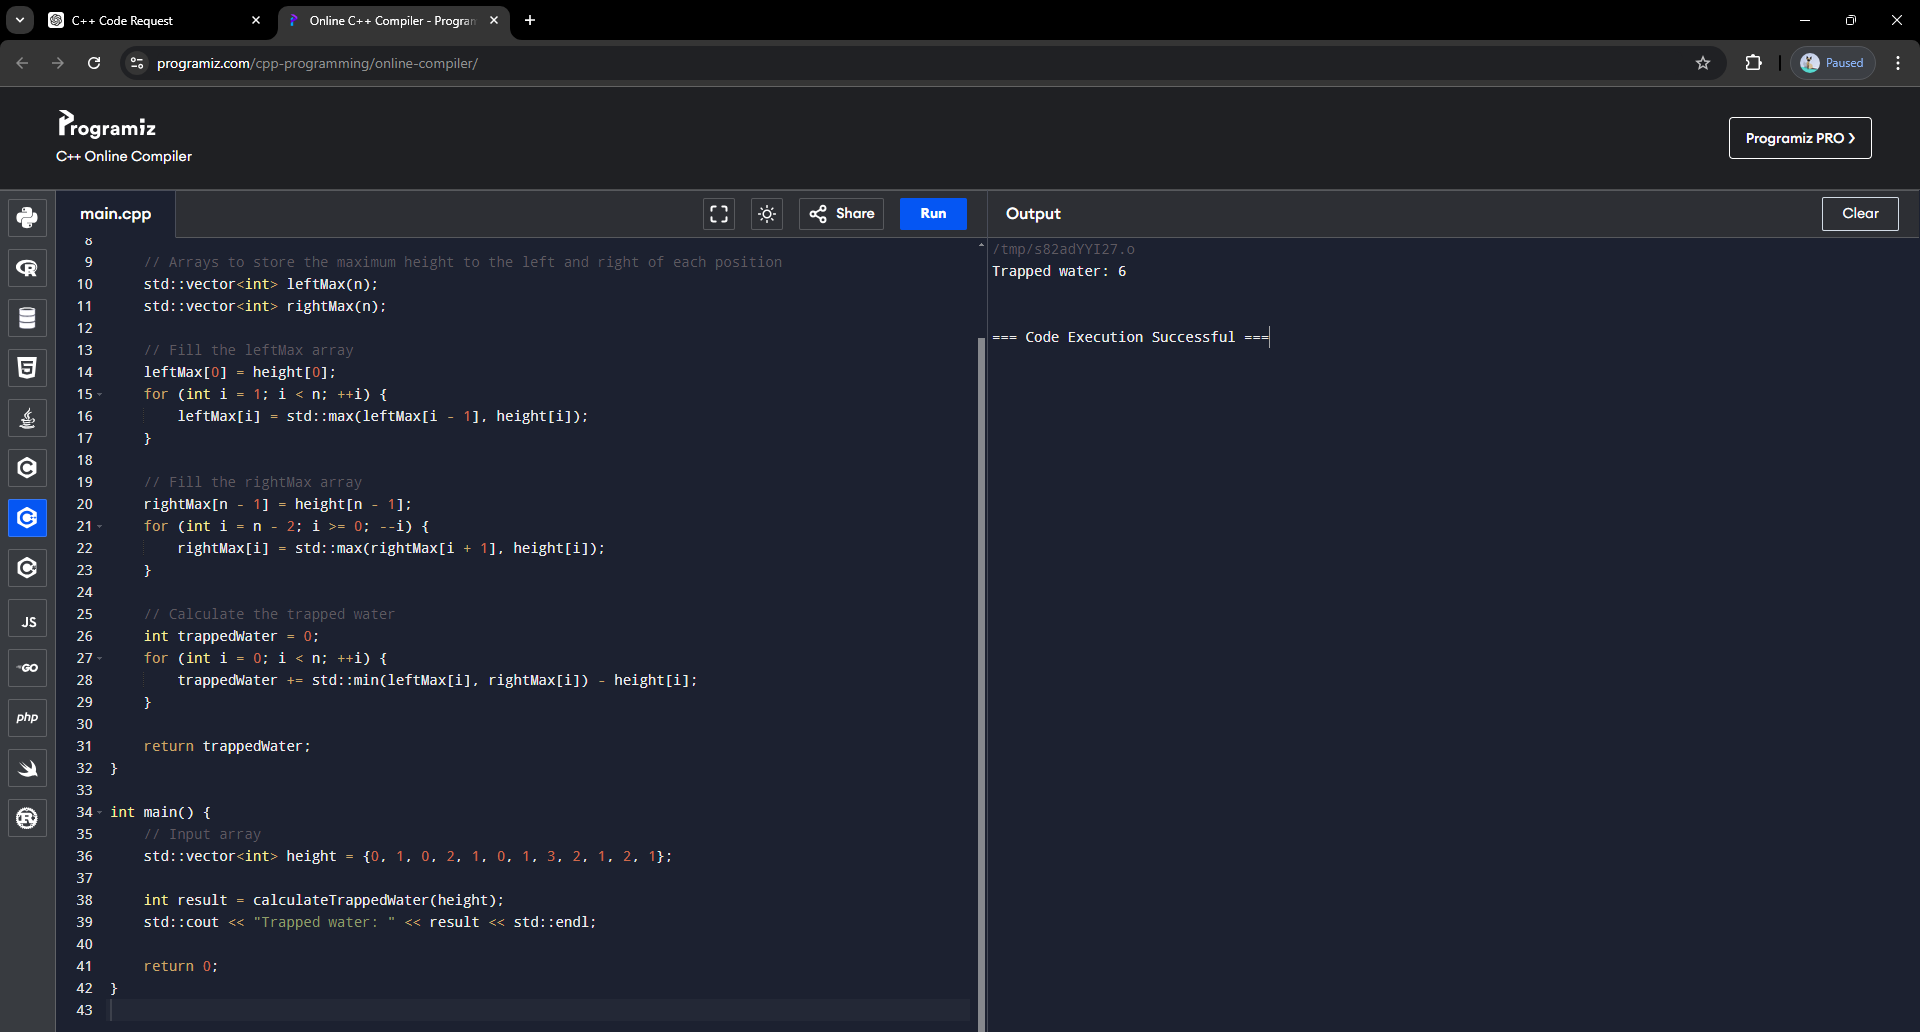 C++ Code Request
Online C++ Compiler - Program
programiz.com/cpp-programming/online-compiler/
Paused
Programiz
C++ Online Compiler
Programiz PRO
main.cpp
Share
Run
Output
Clear
8
9 // Arrays to store the maximum height to the left and right of each position
10 std::vector<int> leftMax(n);
11 std::vector<int> rightMax(n);
12
13 // Fill the leftMax array
14 leftMax[0] = height[0];
15 for (int i = 1; i < n; ++i) {
16 leftMax[i] = std::max(leftMax[i - 1], height[i]);
17 }
18
19 // Fill the rightMax array
20 rightMax[n - 1] = height[n - 1];
21 for (int i = n - 2; i >= 0; --i) {
22 rightMax[i] = std::max(rightMax[i + 1], height[i]);
23 }
24
25 // Calculate the trapped water
26 int trappedWater = 0;
27 for (int i = 0; i < n; ++i) {
28 trappedWater += std::min(leftMax[i], rightMax[i]) - height[i];
29 }
30
31 return trappedWater;
32 }
33
34 int main() {
35 // Input array
36 std::vector<int> height = {0, 1, 0, 2, 1, 0, 1, 3, 2, 1, 2, 1};
37
38 int result = calculateTrappedWater(height);
39 std::cout << "Trapped water: " << result << std::endl;
40
41 return 0;
42 }
43
/tmp/s82adYYI27.o
Trapped water: 6
=== Code Execution Successful ===
JS
GO
php